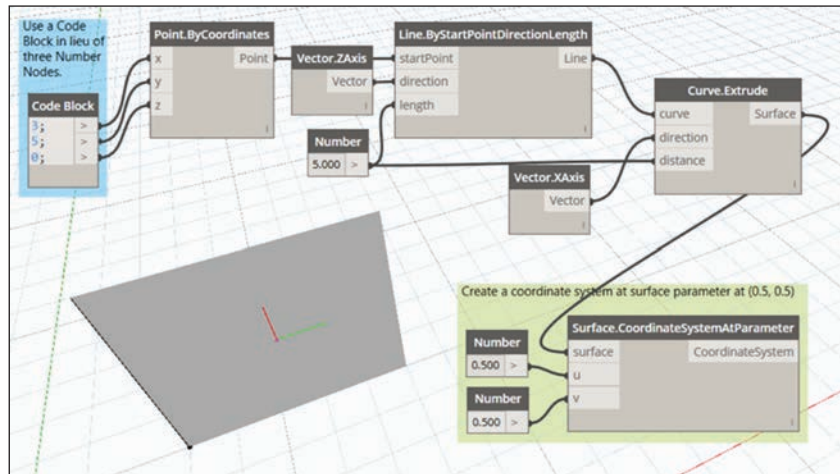 Use a Code
Block in lieu of
three Number
Nodes.
Code Block
3; >
5; >
0; >
Point.ByCoordinates
x Point
y
z
Vector.ZAxis
Vector
Number
5.000 >
Line.ByStartPointDirectionLength
startPoint Line
direction
length
Vector.XAxis
Vector
Curve.Extrude
curve Surface
direction
distance
Create a coordinate system at surface parameter at (0.5, 0.5)
Number
0.500 >
Number
0.500 >
Surface.CoordinateSystemAtParameter
surface CoordinateSystem
u
v